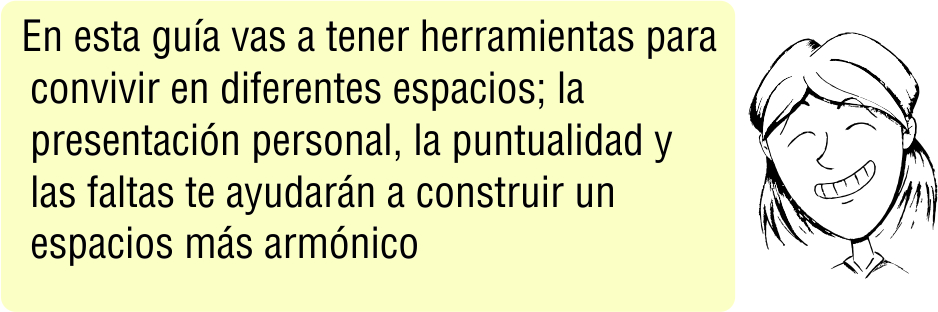 En esta guía vas a tener herramientas para
convivir en diferentes espacios; la
presentación personal, la puntualidad y
las faltas te ayudarán a construir un
espacios más armónico